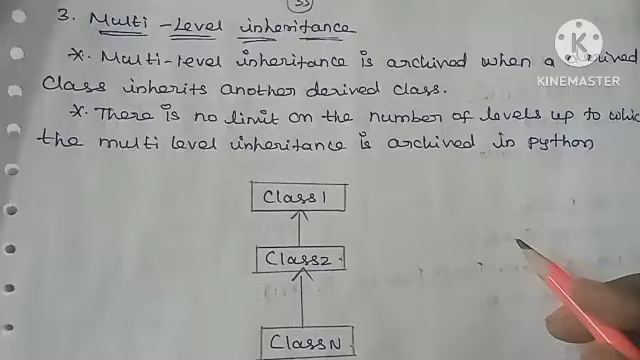 33
3. Multi-Level inheritance
*. Multi-level inheritance is archived when a derived
Class inherits another derived class.
*. There is no limit on the number of levels up to which
the multi level inheritance is archived in python
Class1
Class2.
ClassN.
KINEMASTER